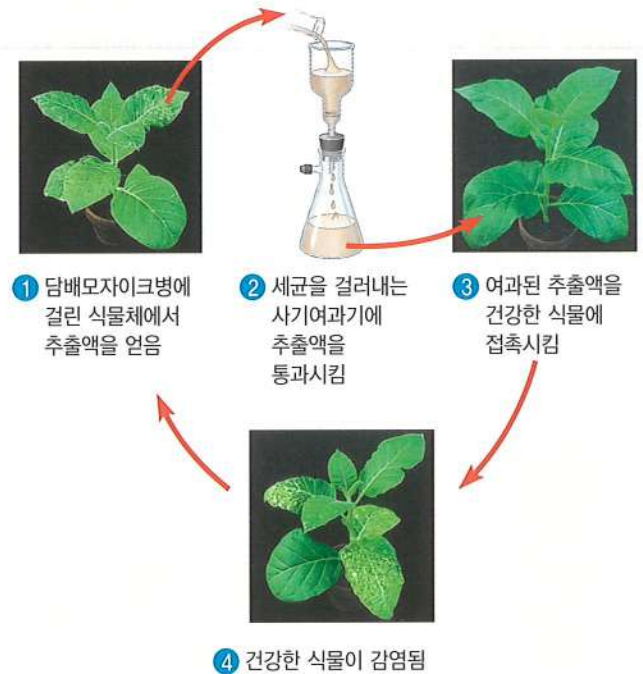 1 담배모자이크병에
걸린 식물체에서
추출액을 얻음
2 세균을 걸러내는
사기여과기에
추출액을
통과시킴
3 여과된 추출액을
건강한 식물에
접촉시킴
4 건강한 식물이 감염됨